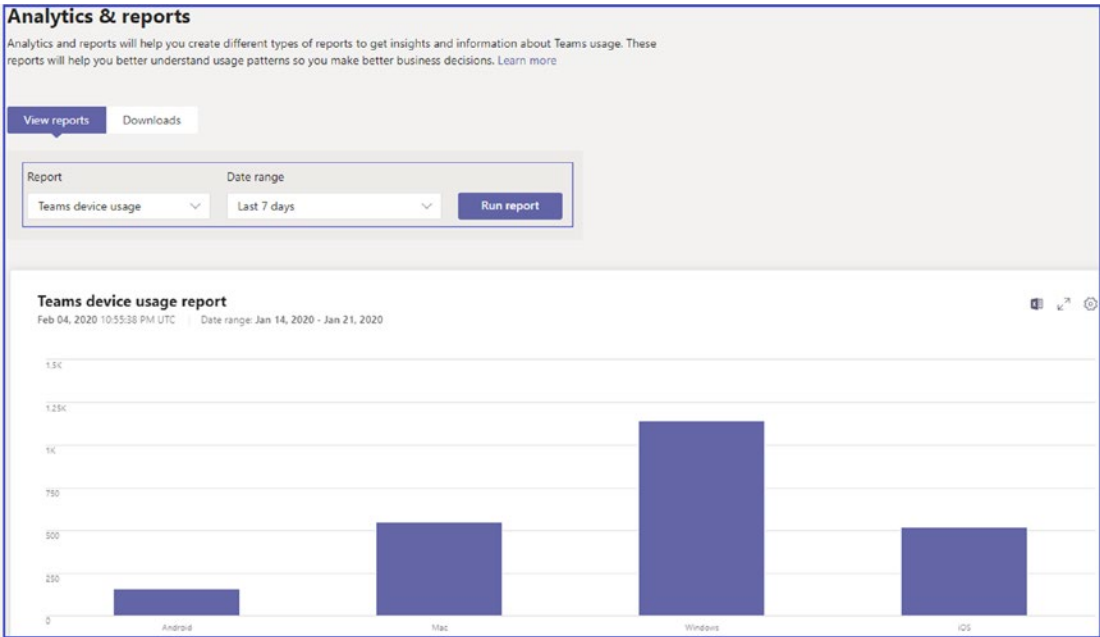 Analytics & reports
Analytics and reports will help you create different types of reports to get insights and information about Teams usage. These
reports will help you better understand usage patterns so you make better business decisions. Learn more
View reports Downloads
Report Date range
Teams device usage Last 7 days Run report
Teams device usage report
Feb 04, 2020 10:55:38 PM UTC | Date range: Jan 14, 2020 - Jan 21, 2020
1.5K
1.25K
1K
750
500
250
0
Android Mac Windows iOS